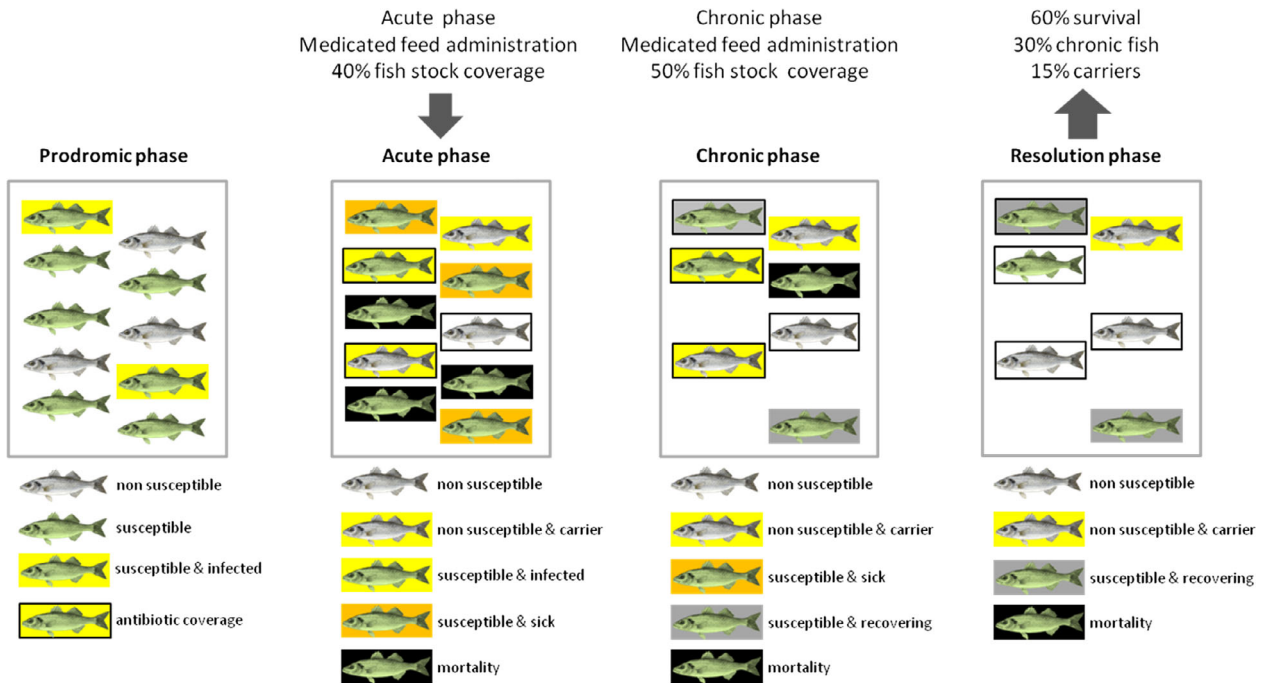 Acute phase
Medicated feed administration
40% fish stock coverage
Chronic phase
Medicated feed administration
50% fish stock coverage
60% survival
30% chronic fish
15% carriers
Prodromic phase
Acute phase
Chronic phase
Resolution phase
non susceptible
susceptible
susceptible & infected
antibiotic coverage
non susceptible
non susceptible & carrier
susceptible & infected
susceptible & sick
mortality
non susceptible
non susceptible & carrier
susceptible & sick
susceptible & recovering
mortality
non susceptible
non susceptible & carrier
susceptible & recovering
mortality